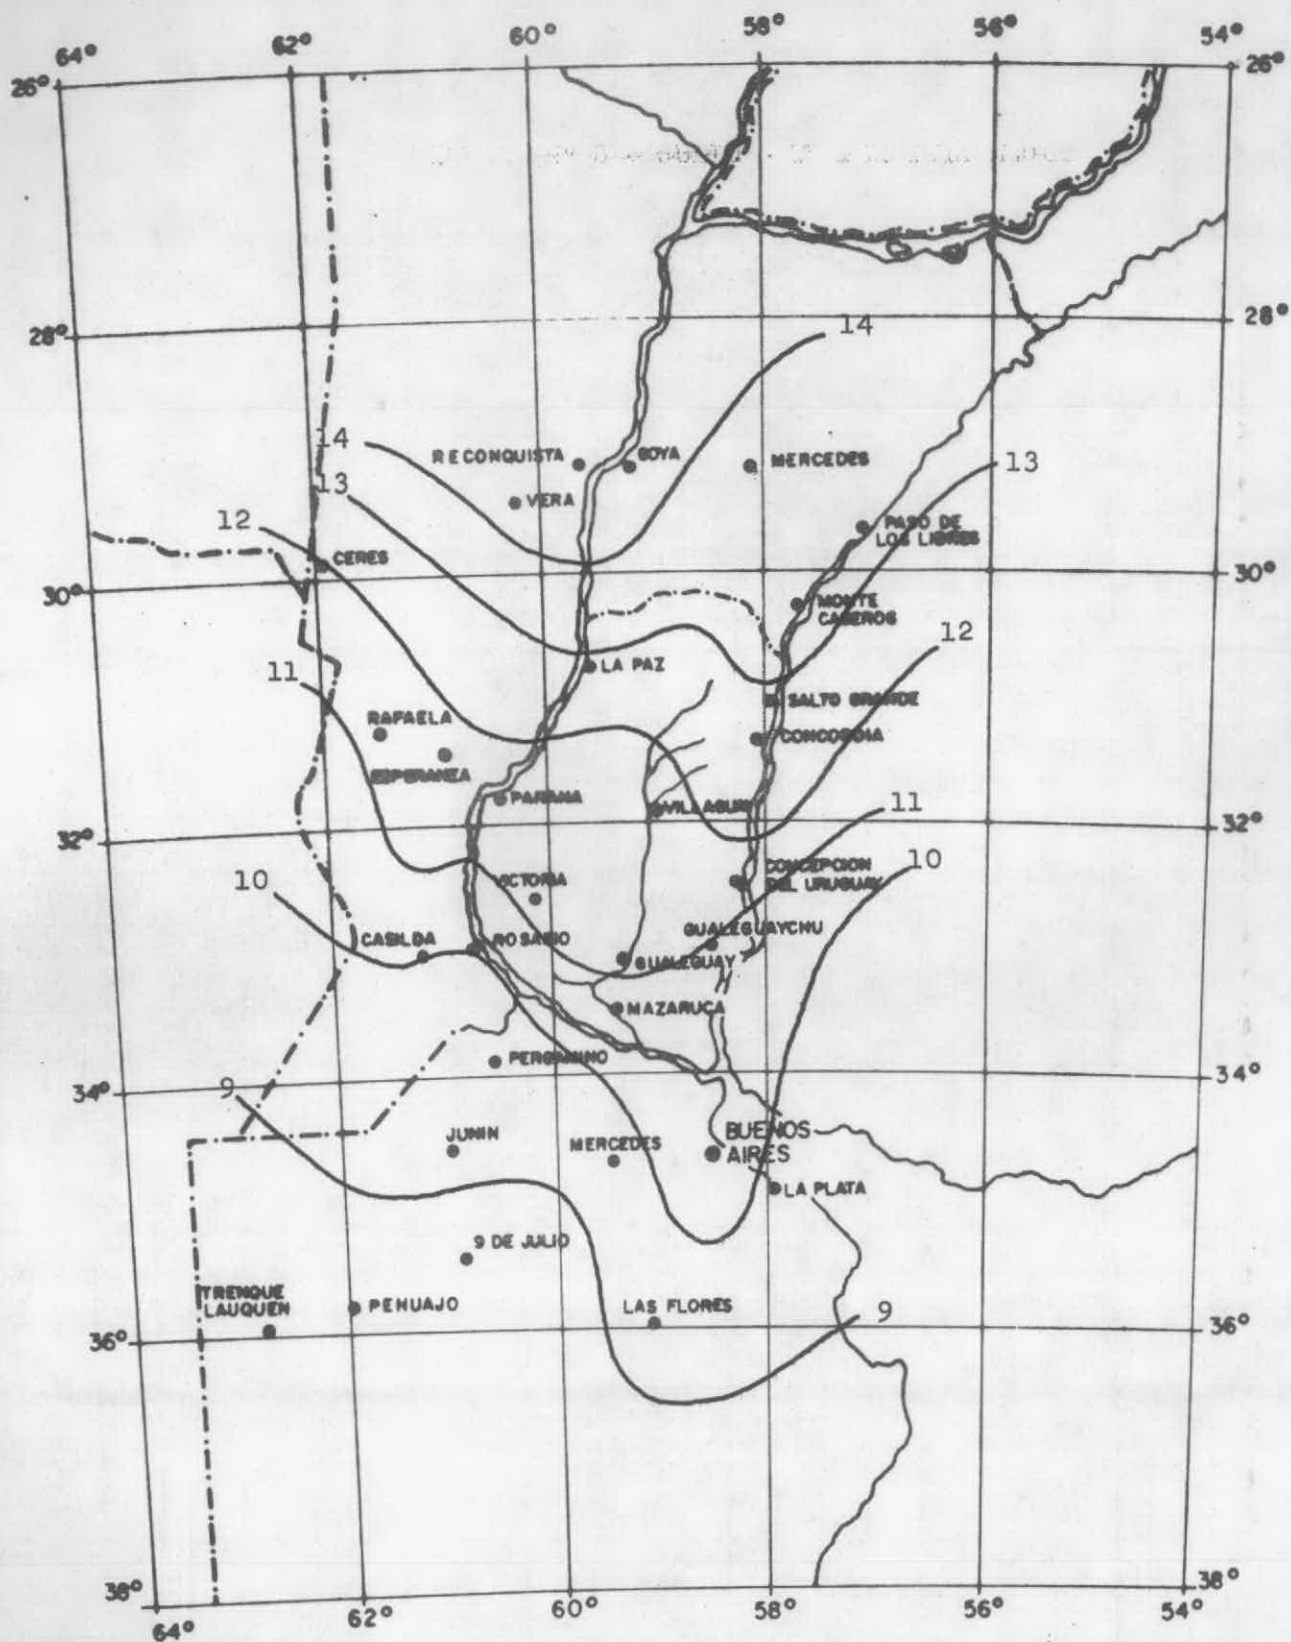 64°
62°
60°
58°
56°
54°
26°
26°
28°
28°
14
14
RECONQUISTA
GOYA
MERCEDES
VERA
13
13
12
CERES
PASO DE
LOS LIBRES
30°
30°
MONTE
CASEROS
12
LA PAZ
11
SALTO GRANDE
RAFAELA
CONCORDIA
ESPERANZA
PARANA
VILLAGUAY
11
32°
32°
10
10
VICTORIA
CONCEPCION
DEL URUGUAY
CASILDA
ROSARIO
GUALEGUAYCHU
GUALEGUAY
MAZARUCA
PERGAMINO
34°
34°
9
JUNIN
MERCEDES
BUENOS
AIRES
LA PLATA
9 DE JULIO
TRENQUE
LAUQUEN
PEHUAJO
LAS FLORES
9
36°
36°
38°
38°
64°
62°
60°
58°
56°
54°